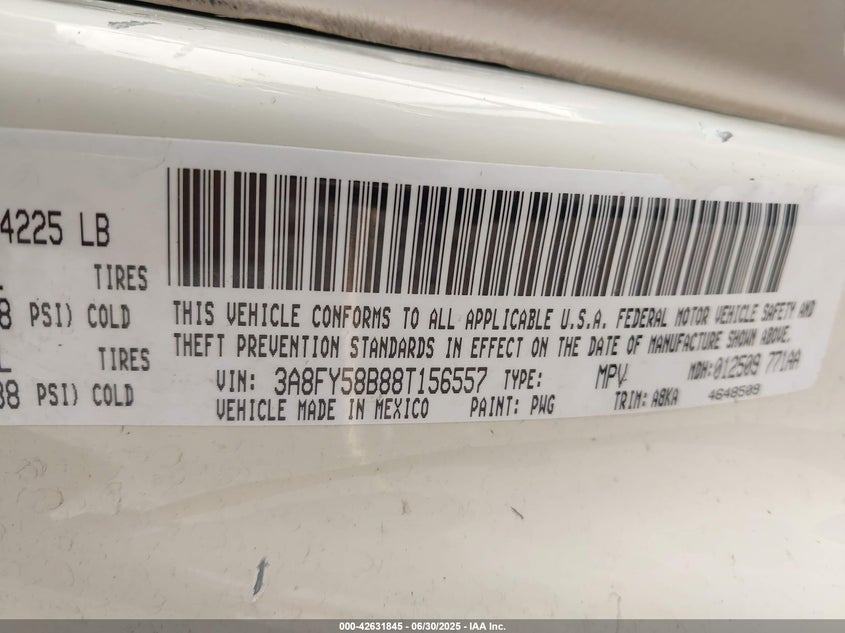 4225 LB
TIRES
8 PSI) COLD
TIRES
38 PSI) COLD
THIS VEHICLE CONFORMS TO ALL APPLICABLE U.S.A. FEDERAL MOTOR VEHICLE SAFETY AND
THEFT PREVENTION STANDARDS IN EFFECT ON THE DATE OF MANUFACTURE SHOWN ABOVE.
VIN: 3A8FY58B88T156557 TYPE: MPV MDH:012509 771AA
VEHICLE MADE IN MEXICO PAINT: PWG TRIM: A8KA 4648509
000-42631845 - 06/30/2025 - IAA Inc.